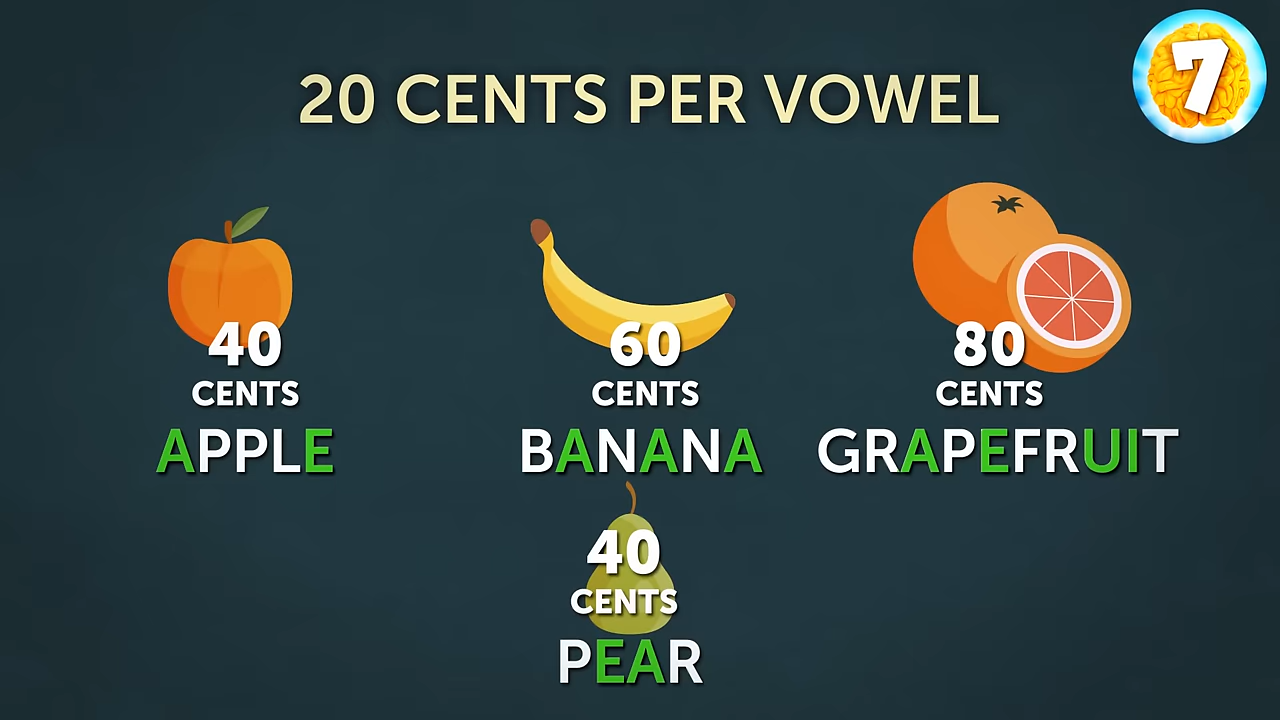 7
20 CENTS PER VOWEL
40
CENTS
APPLE
60
CENTS
BANANA
80
CENTS
GRAPEFRUIT
40
CENTS
PEAR